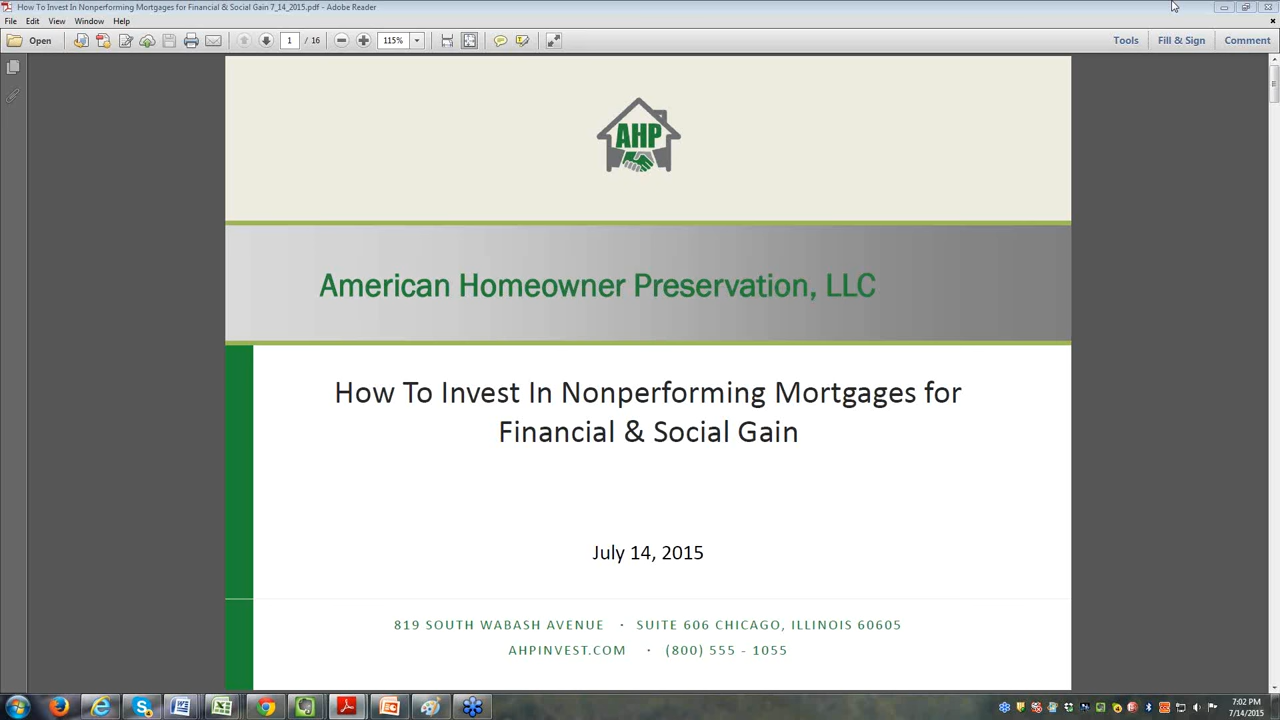 How To Invest In Nonperforming Mortgages for Financial & Social Gain 7_14_2015.pdf - Adobe Reader
File Edit View Window Help
Open 1 / 16 115% Tools Fill & Sign Comment
AHP
American Homeowner Preservation, LLC
How To Invest In Nonperforming Mortgages for
Financial & Social Gain
July 14, 2015
819 SOUTH WABASH AVENUE · SUITE 606 CHICAGO, ILLINOIS 60605
AHPINVEST.COM · (800) 555 - 1055
7:02 PM
7/14/2015